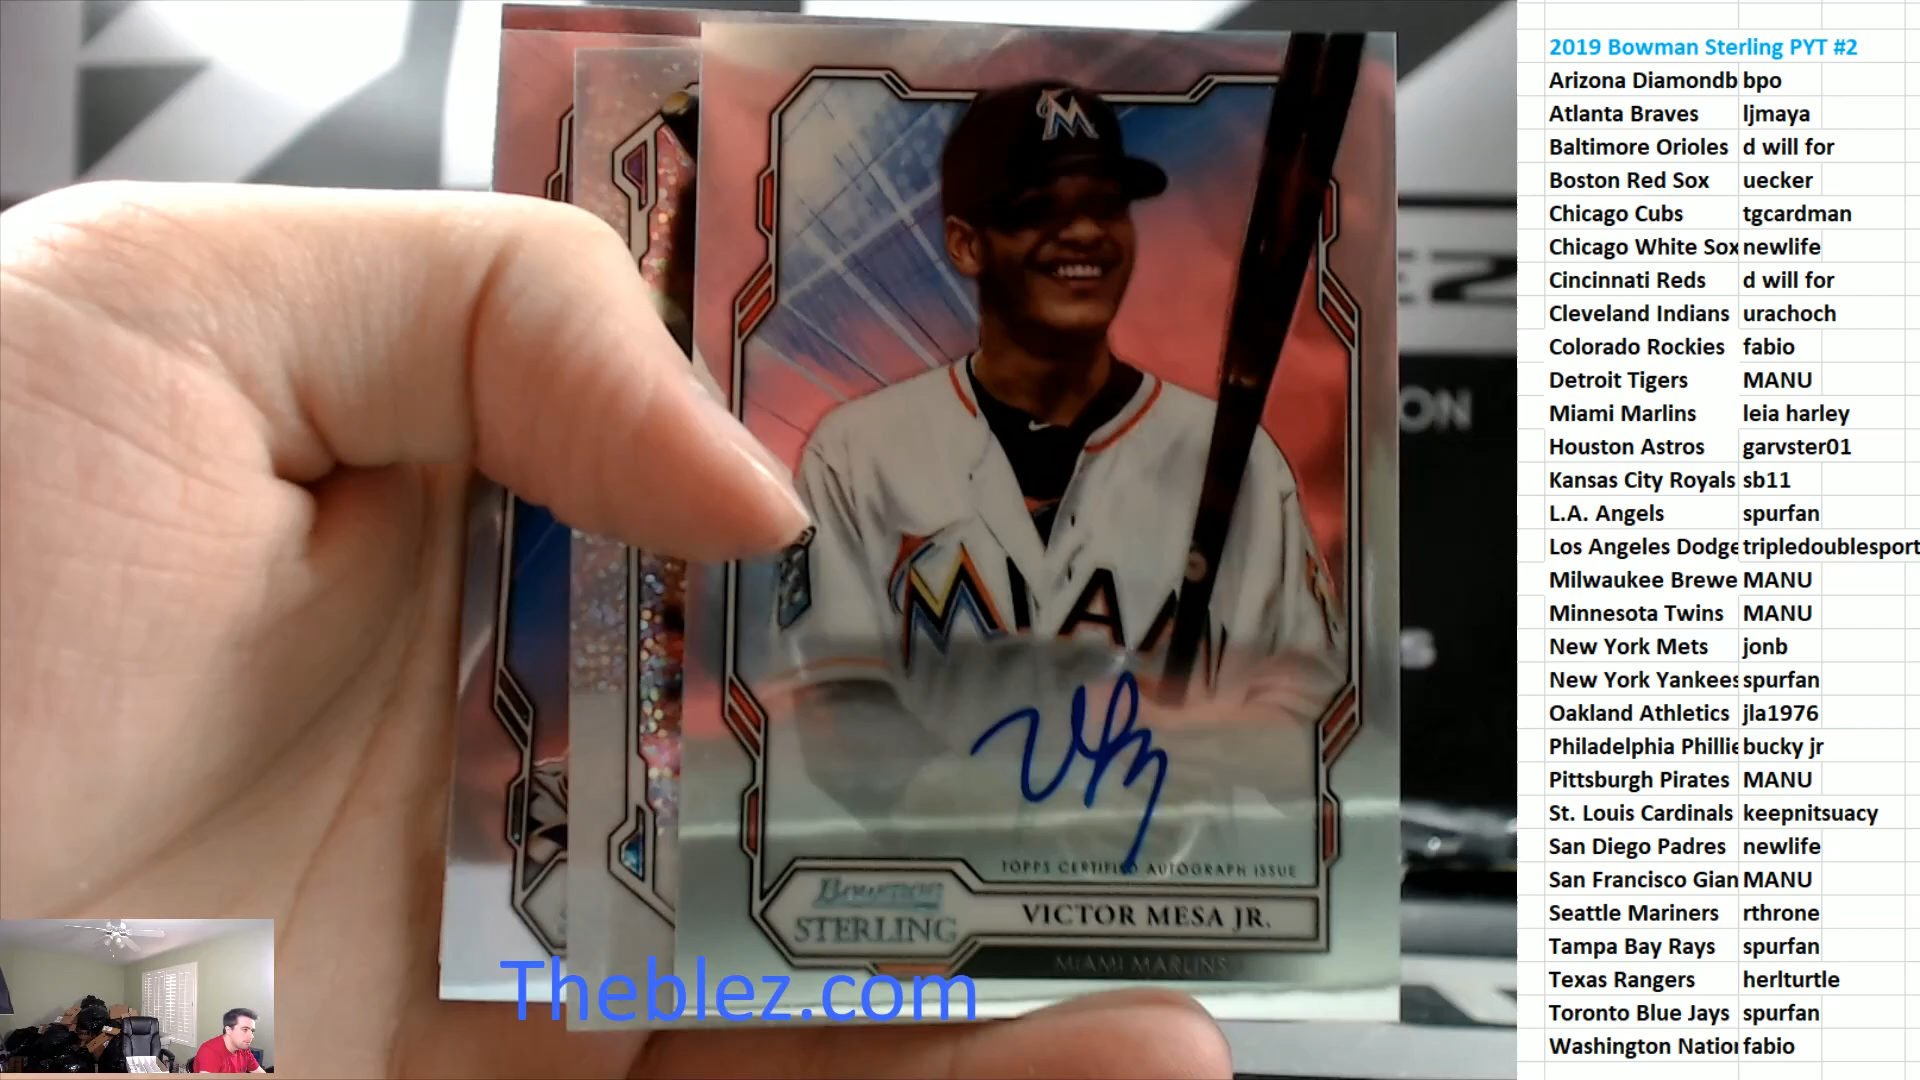 M
MIAM
TOPPS CERTIFIED AUTOGRAPH ISSUE
Bowman
STERLING
VICTOR MESA JR.
MIAMI MARLINS
ON
Theblez.com
2019 Bowman Sterling PYT #2
Arizona Diamondb bpo
Atlanta Braves ljmaya
Baltimore Orioles d will for
Boston Red Sox uecker
Chicago Cubs tgcardman
Chicago White Sox newlife
Cincinnati Reds d will for
Cleveland Indians urachoch
Colorado Rockies fabio
Detroit Tigers MANU
Miami Marlins leia harley
Houston Astros garvster01
Kansas City Royals sb11
L.A. Angels spurfan
Los Angeles Dodge tripledoublesport
Milwaukee Brewe MANU
Minnesota Twins MANU
New York Mets jonb
New York Yankees spurfan
Oakland Athletics jla1976
Philadelphia Phillie bucky jr
Pittsburgh Pirates MANU
St. Louis Cardinals keepnitsuacy
San Diego Padres newlife
San Francisco Gian MANU
Seattle Mariners rthrone
Tampa Bay Rays spurfan
Texas Rangers herlturtle
Toronto Blue Jays spurfan
Washington Nation fabio